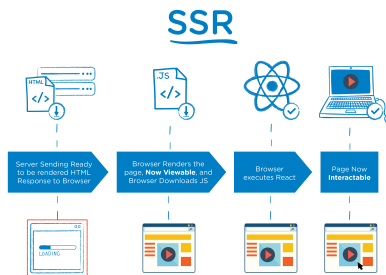 SSR
HTML
</>
.JS
</>
Server Sending Ready
to be rendered HTML
Response to Browser
Browser Renders the
page, Now Viewable, and
Browser Downloads JS
Browser
executes React
Page Now
Interactable
LOADING